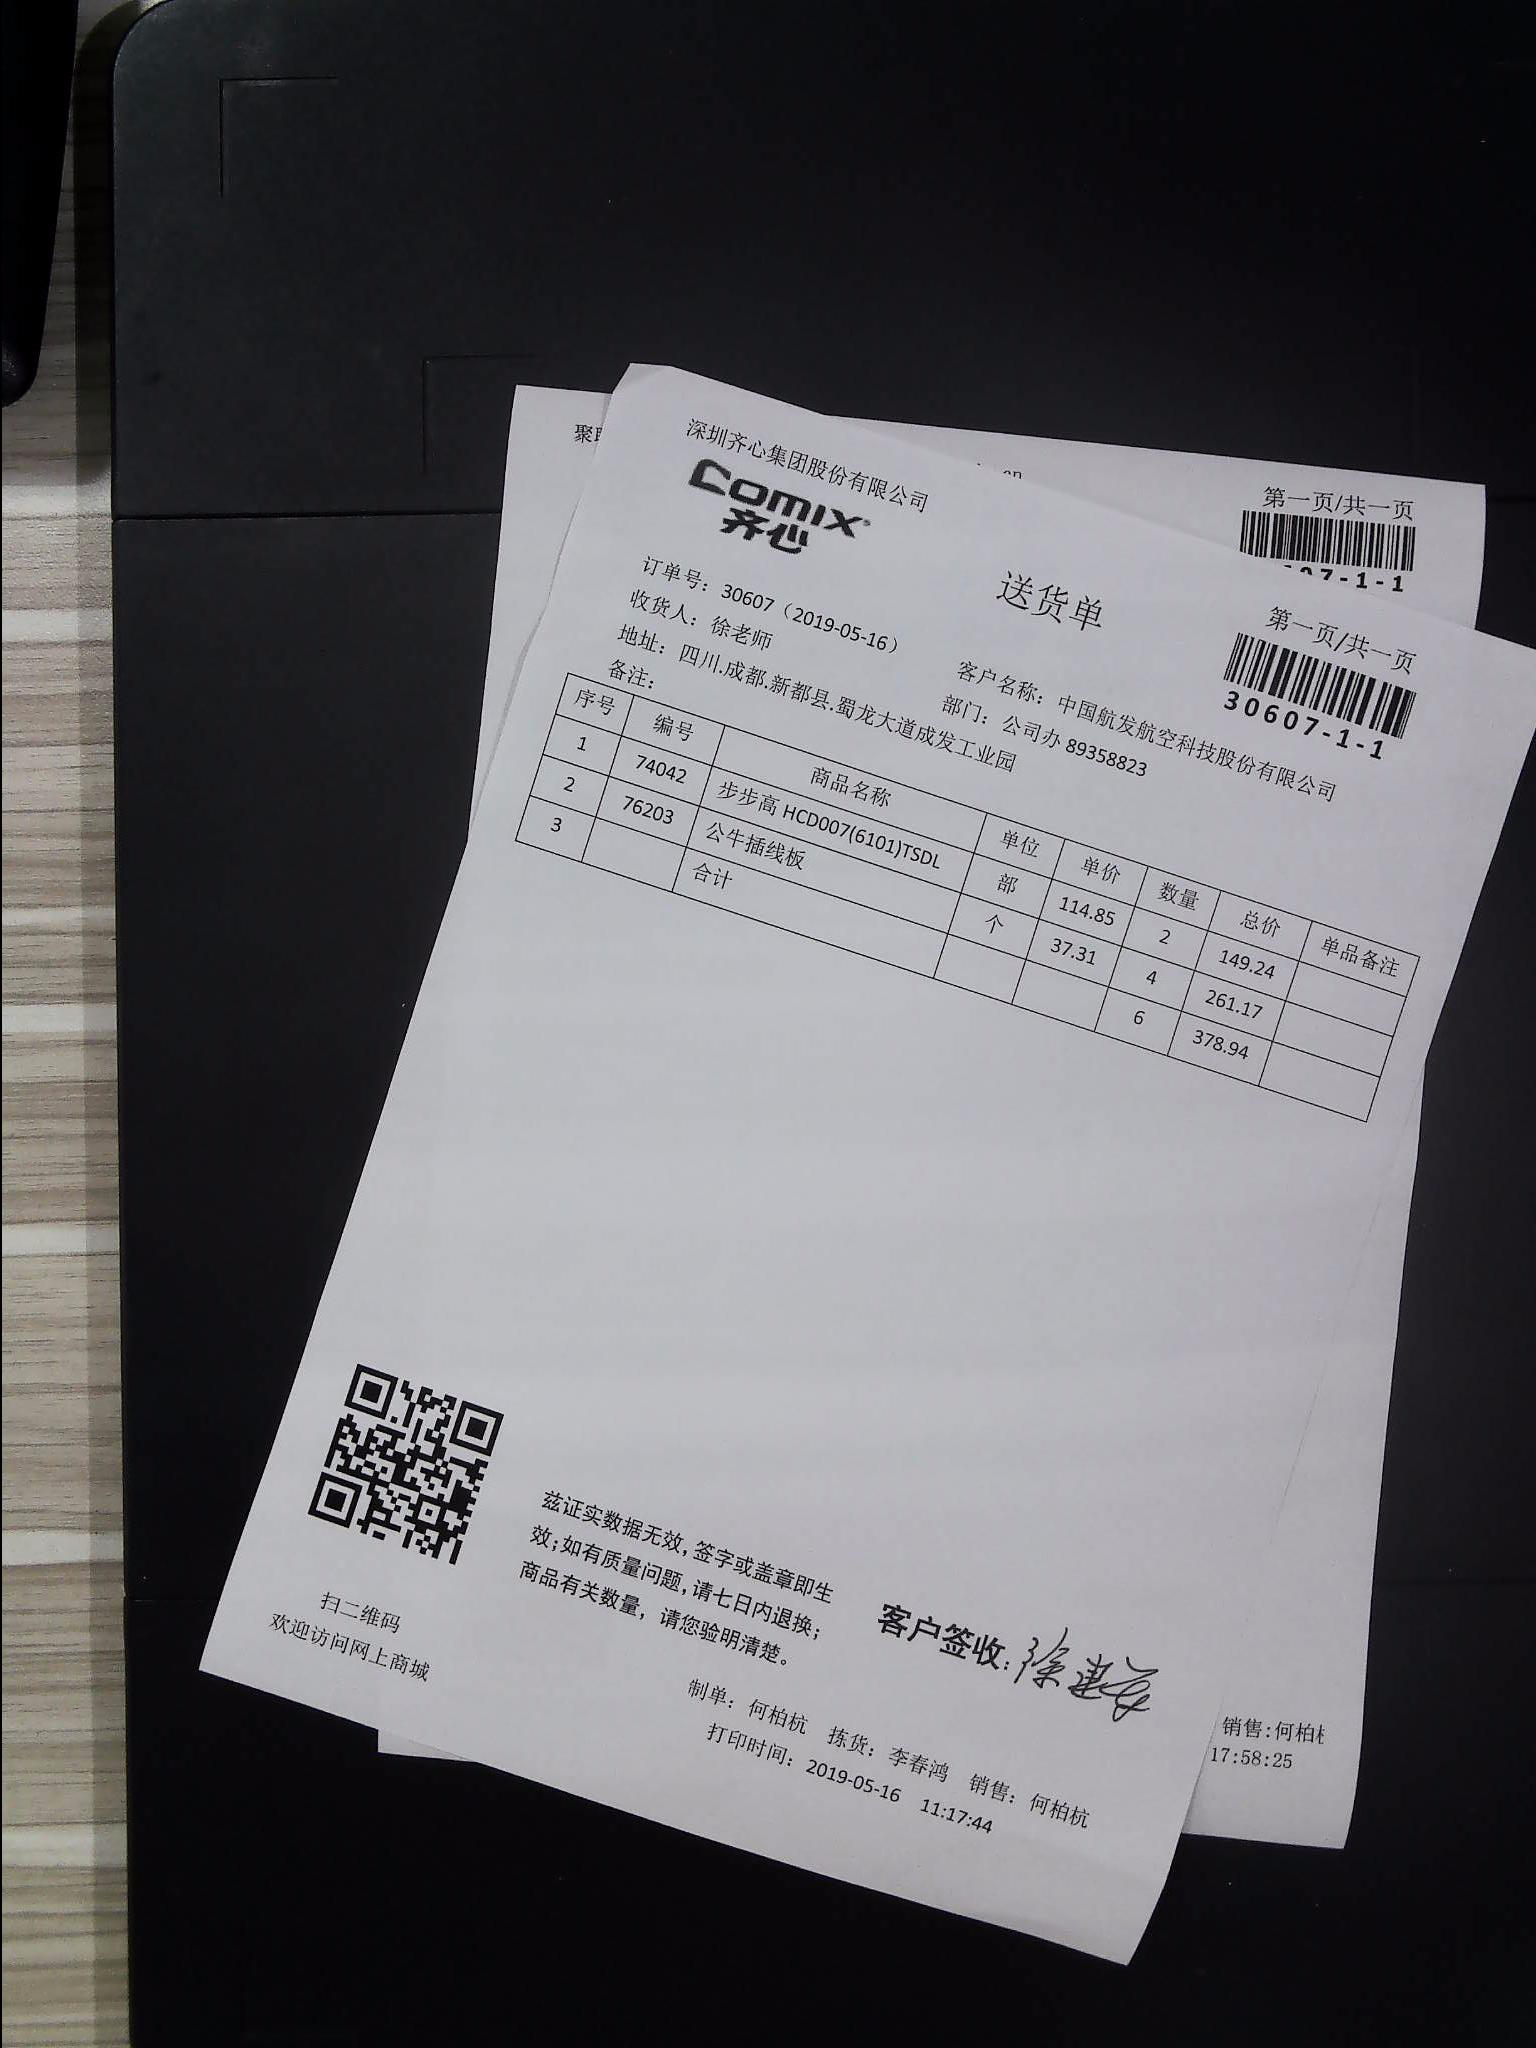 聚
第一页/共一页
07-1-1
深圳齐心集团股份有限公司
COMIX
齐心
送货单
第一页/共一页
30607-1-1
订单号：30607（2019-05-16）
客户名称：中国航发航空科技股份有限公司
收货人：徐老师
部门：公司办 89358823
地址：四川.成都.新都县.蜀龙大道成发工业园
备注：
序号 编号 商品名称 单位 单价 数量 总价 单品备注
1 74042 步步高 HCD007(6101)TSDL 部 114.85 2 149.24
2 76203 公牛插线板 个 37.31 4 261.17
3 合计 6 378.94
兹证实数据无效，签字或盖章即生
效；如有质量问题，请七日内退换；
商品有关数量，请您验明清楚。
客户签收：徐
扫二维码
欢迎访问网上商城
制单：何柏杭 拣货：李春鸿 销售：何柏杭
打印时间：2019-05-16 11:17:44
销售:何柏
17:58:25